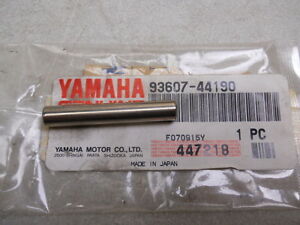 YAMAHA 93607-44190
F070915Y 1 PC
YAMAHA MOTOR CO., LTD. 447218
MADE IN JAPAN